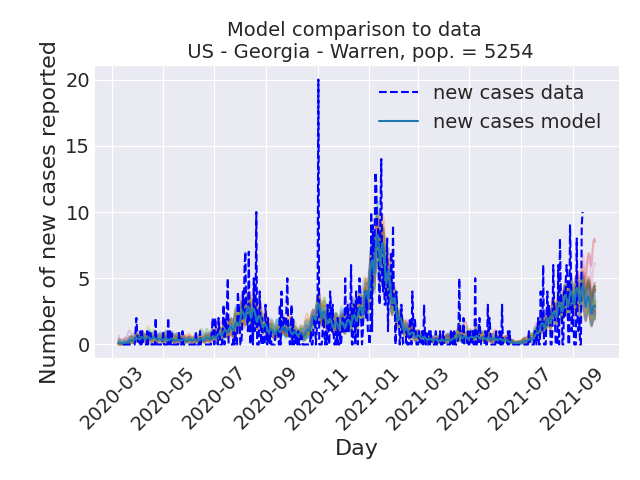 Model comparison to data
US - Georgia - Warren, pop. = 5254
Number of new cases reported
20
15
10
5
0
new cases data
new cases model
2020-03
2020-05
2020-07
2020-09
2020-11
2021-01
2021-03
2021-05
2021-07
2021-09
Day